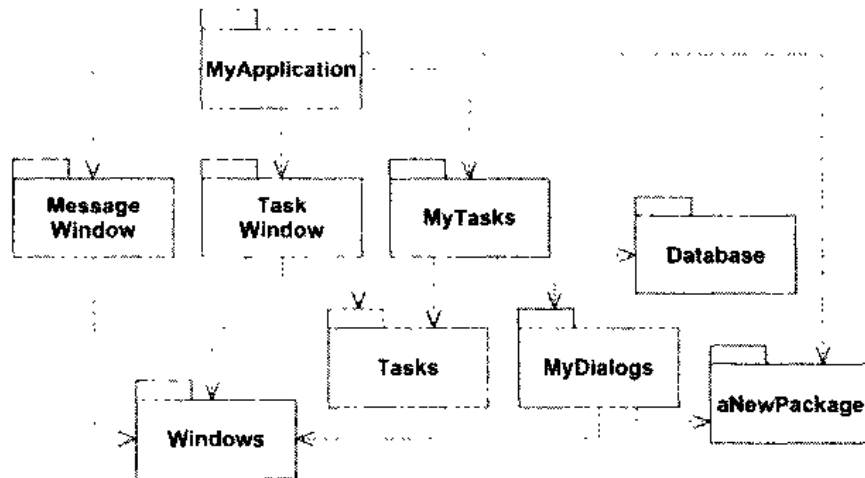 MyApplication
Message
Window
Task
Window
MyTasks
Database
Tasks
MyDialogs
aNewPackage
Windows